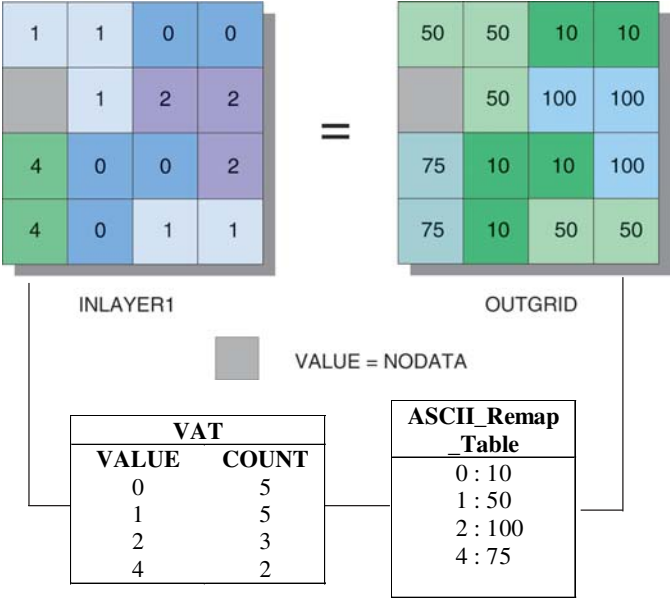 1 1 0 0 50 50 10 10
1 2 2 50 100 100
=
4 0 0 2 75 10 10 100
4 0 1 1 75 10 50 50
INLAYER1 OUTGRID
VALUE = NODATA
VAT
VALUE COUNT
0 5
1 5
2 3
4 2
ASCII_Remap
_Table
0 : 10
1 : 50
2 : 100
4 : 75